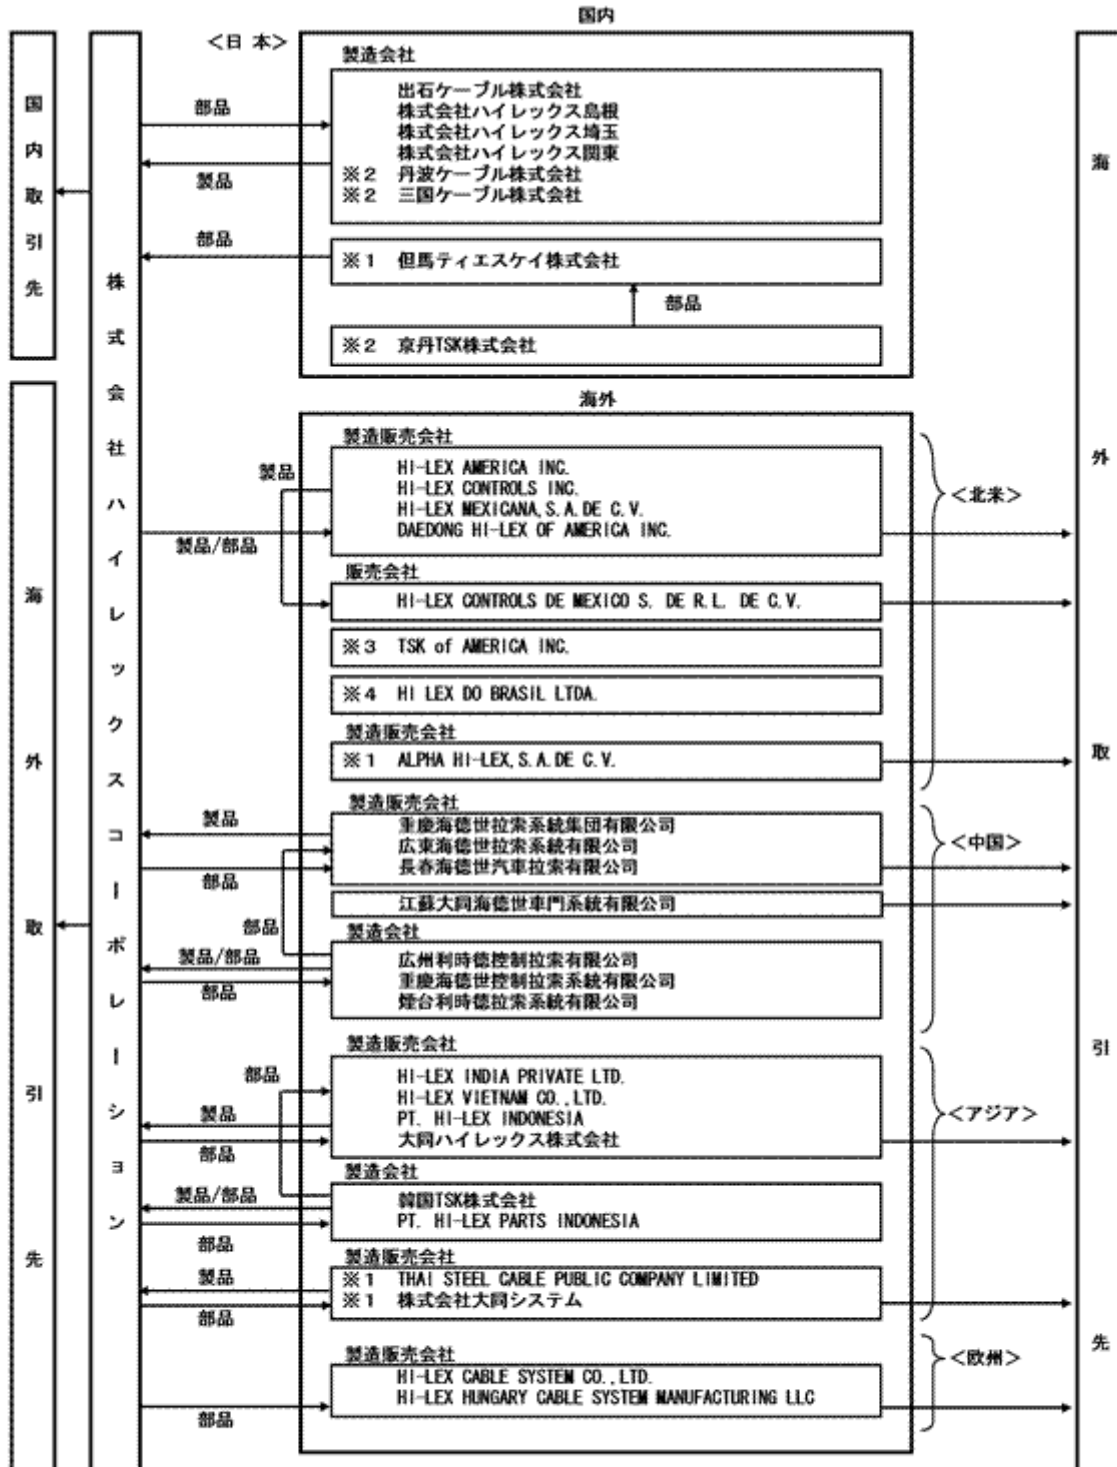 国内
国内取引先
株式会社ハイレックスコーポレーション
<日 本>
製造会社
出石ケーブル株式会社
株式会社ハイレックス島根
株式会社ハイレックス埼玉
株式会社ハイレックス関東
※2 丹波ケーブル株式会社
※2 三国ケーブル株式会社
部品
製品
部品
※1 但馬ティエスケイ株式会社
部品
※2 京丹TSK株式会社
海外
海外取引先
製造販売会社
HI-LEX AMERICA INC.
HI-LEX CONTROLS INC.
HI-LEX MEXICANA,S.A.DE C.V.
DAEDONG HI-LEX OF AMERICA INC.
製品
製品/部品
<北米>
販売会社
HI-LEX CONTROLS DE MEXICO S. DE R.L. DE C.V.
※3 TSK of AMERICA INC.
※4 HI LEX DO BRASIL LTDA.
製造販売会社
※1 ALPHA HI-LEX,S.A.DE C.V.
製造販売会社
重慶海徳世拉索系統集団有限公司
広東海徳世拉索系統有限公司
長春海徳世汽車拉索有限公司
製品
部品
<中国>
江蘇大同海徳世車門系統有限公司
部品
製造会社
広州利時徳控制拉索有限公司
重慶海徳世控制拉索系統有限公司
煙台利時徳拉索系統有限公司
製品/部品
部品
製造販売会社
HI-LEX INDIA PRIVATE LTD.
HI-LEX VIETNAM CO.,LTD.
PT. HI-LEX INDONESIA
大同ハイレックス株式会社
部品
製品
部品
<アジア>
製造会社
韓国TSK株式会社
PT. HI-LEX PARTS INDONESIA
製品/部品
部品
製造販売会社
※1 THAI STEEL CABLE PUBLIC COMPANY LIMITED
※1 株式会社大同システム
製品
部品
製造販売会社
HI-LEX CABLE SYSTEM CO.,LTD.
HI-LEX HUNGARY CABLE SYSTEM MANUFACTURING LLC
部品
<欧州>
海外取引先